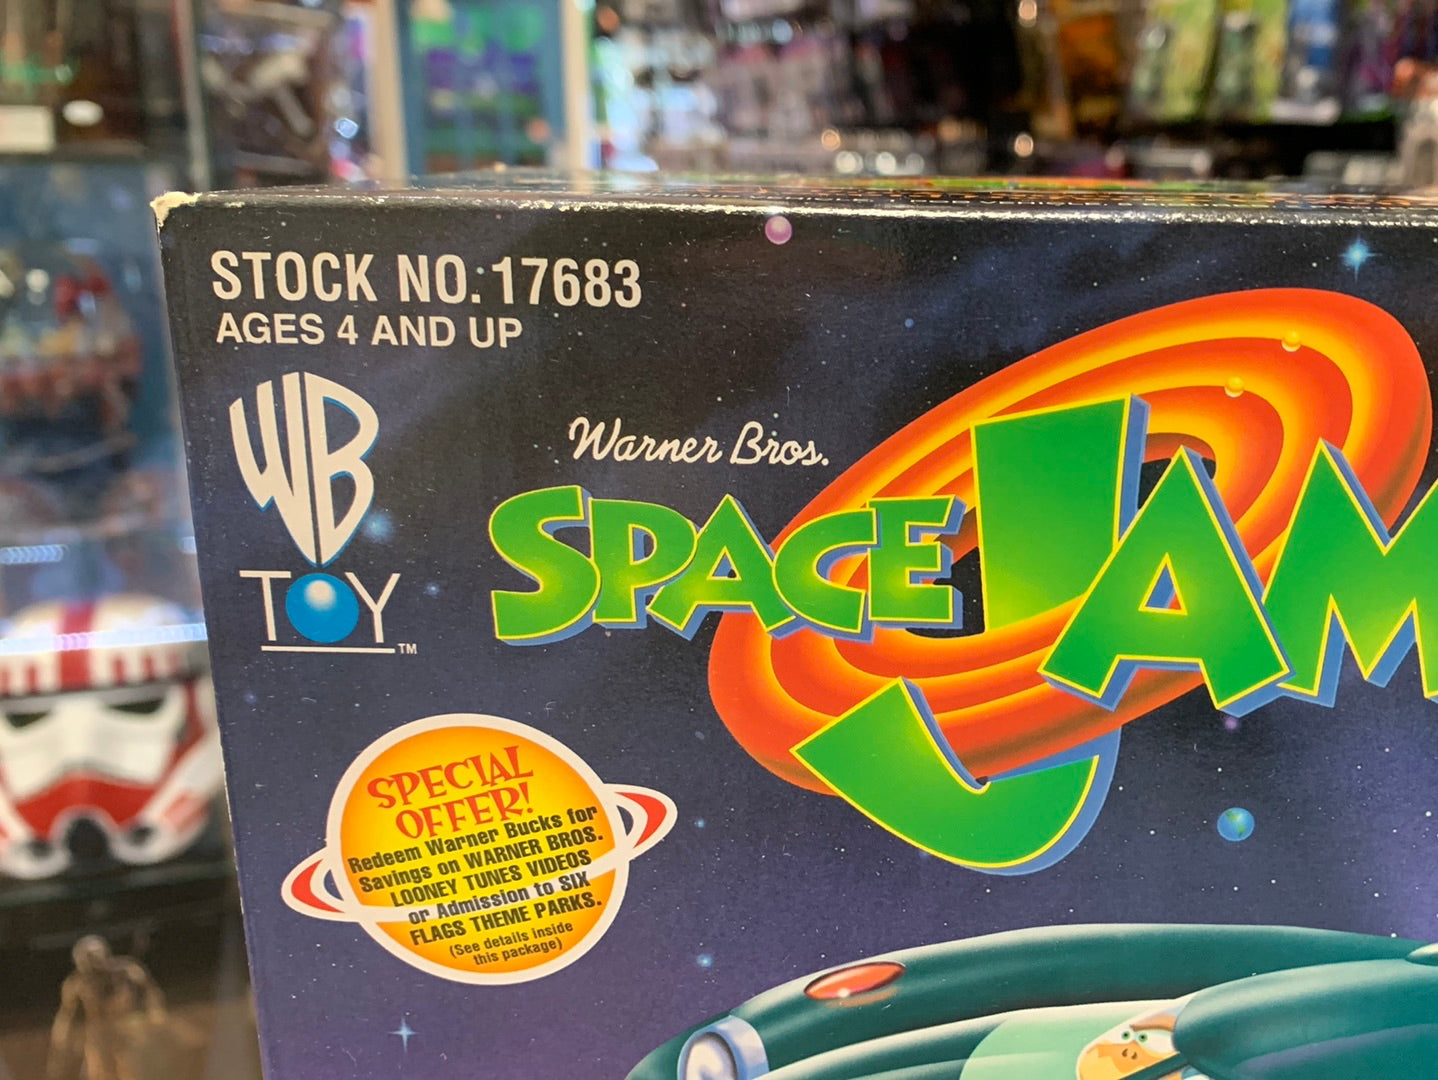 STOCK NO. 17683
AGES 4 AND UP
WB
TOY™
Warner Bros.
SPACE JAM
SPECIAL
OFFER!
Redeem Warner Bucks for
Savings on WARNER BROS.
LOONEY TUNES VIDEOS
or Admission to SIX
FLAGS THEME PARKS.
(See details inside
this package)